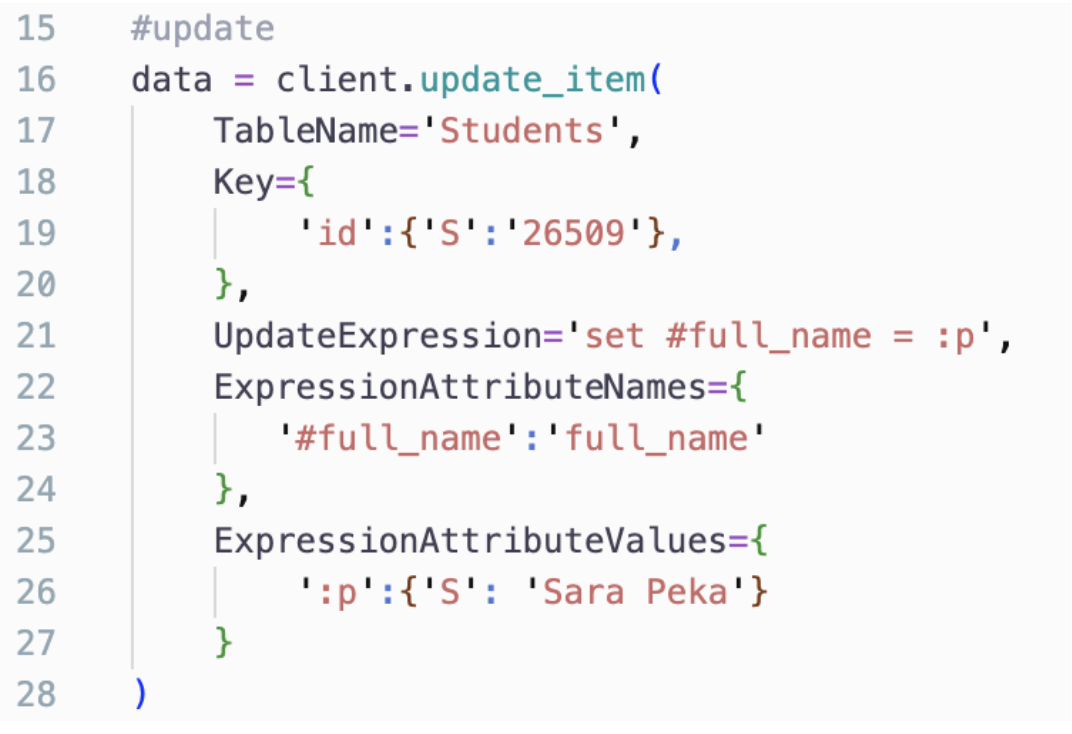 15 #update
16 data = client.update_item(
17 TableName='Students',
18 Key={
19 'id':{'S':'26509'},
20 },
21 UpdateExpression='set #full_name = :p',
22 ExpressionAttributeNames={
23 '#full_name':'full_name'
24 },
25 ExpressionAttributeValues={
26 ':p':{'S': 'Sara Peka'}
27 }
28 )